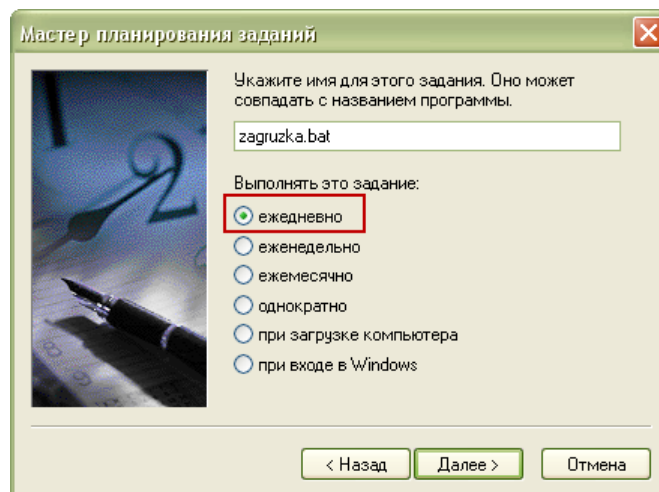 Мастер планирования заданий
Укажите имя для этого задания. Оно может
совпадать с названием программы.
zagruzka.bat
Выполнять это задание:
ежедневно
еженедельно
ежемесячно
однократно
при загрузке компьютера
при входе в Windows
< Назад
Далее >
Отмена